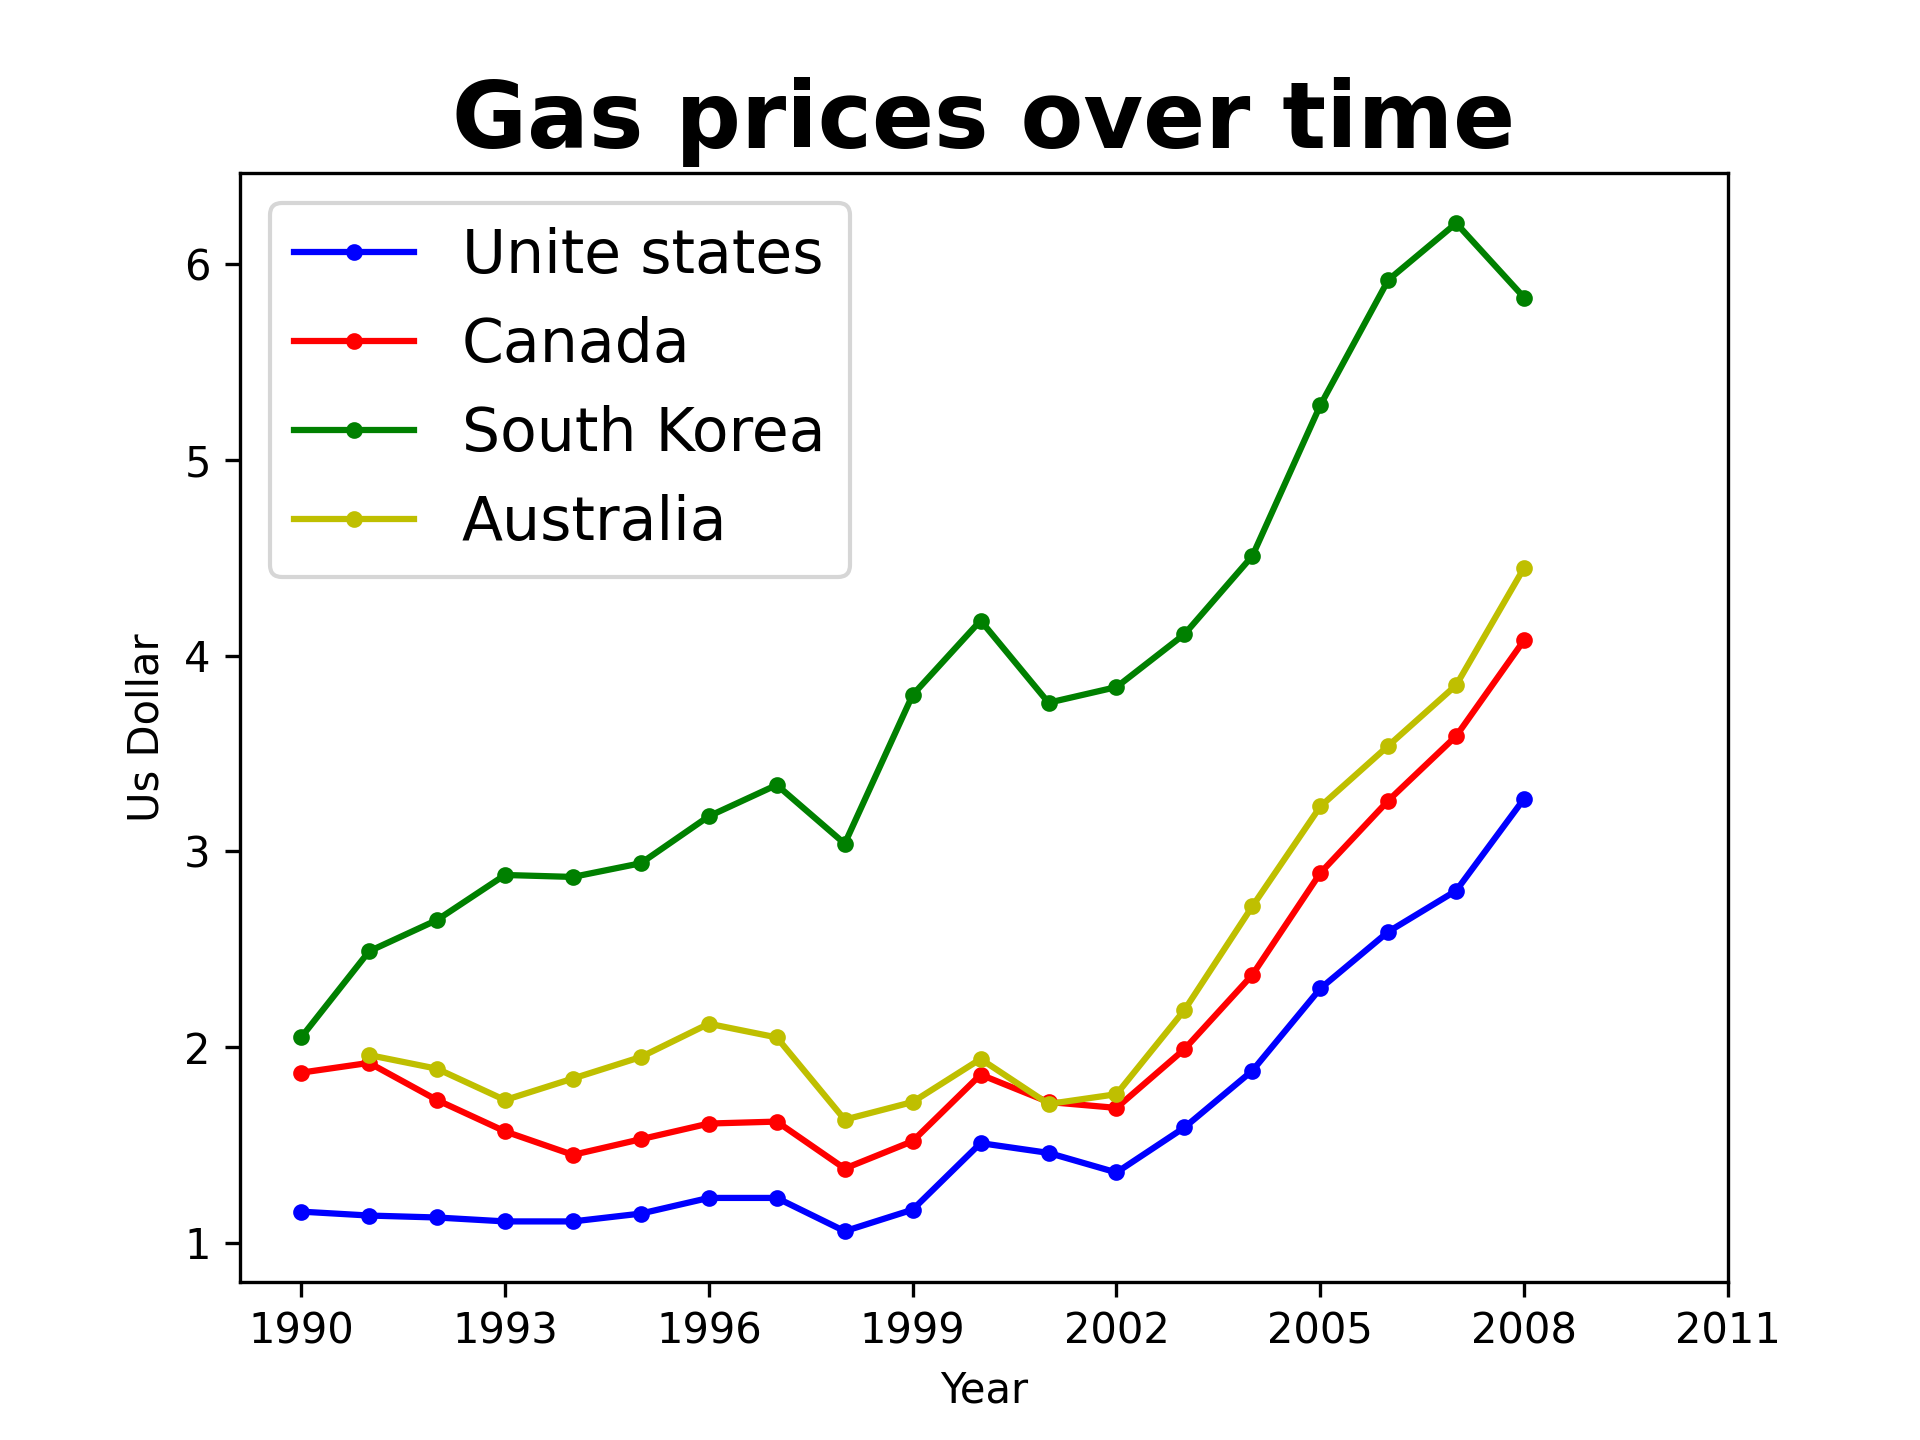 Gas prices over time
Unite states
Canada
South Korea
Australia
6
5
4
3
2
1
Us Dollar
1990 1993 1996 1999 2002 2005 2008 2011
Year